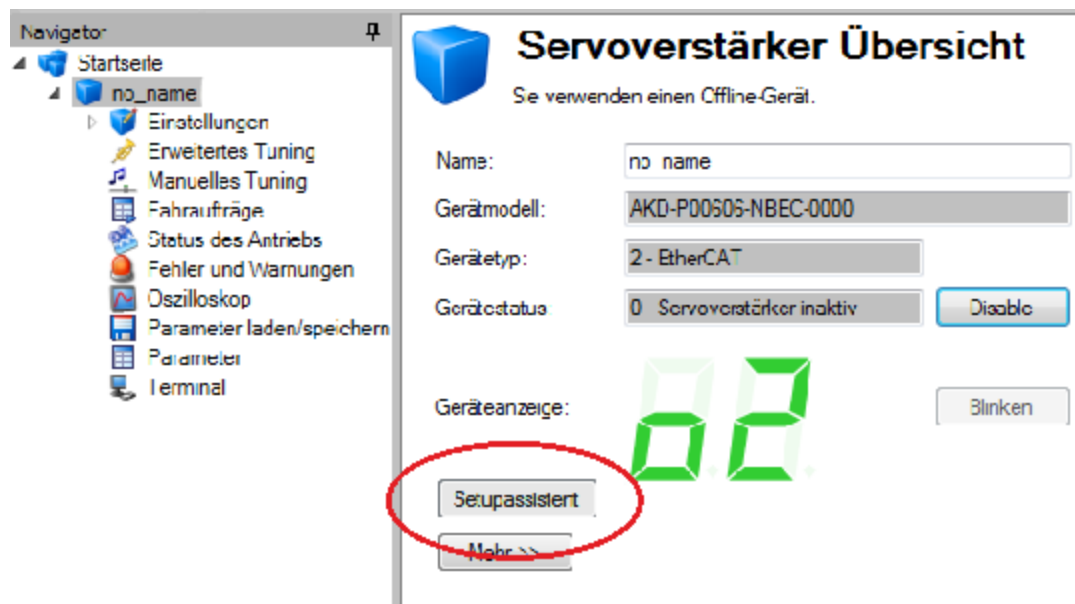 Navigator
Startseite
no_name
Einstellungen
Erweitertes Tuning
Manuelles Tuning
Fahraufträge
Status des Antriebs
Fehler und Warnungen
Oszilloskop
Parameter laden/speichern
Parameter
Terminal
Servoverstärker Übersicht
Sie verwenden einen Offline-Gerät.
Name: no_name
Gerätmodell: AKD-P00606-NBEC-0000
Gerätetyp: 2 - EtherCAT
Gerätestatus: 0 Servoverstärker inaktiv Disable
Geräteanzeige: o2 Blinken
Setupassistent
Mehr >>